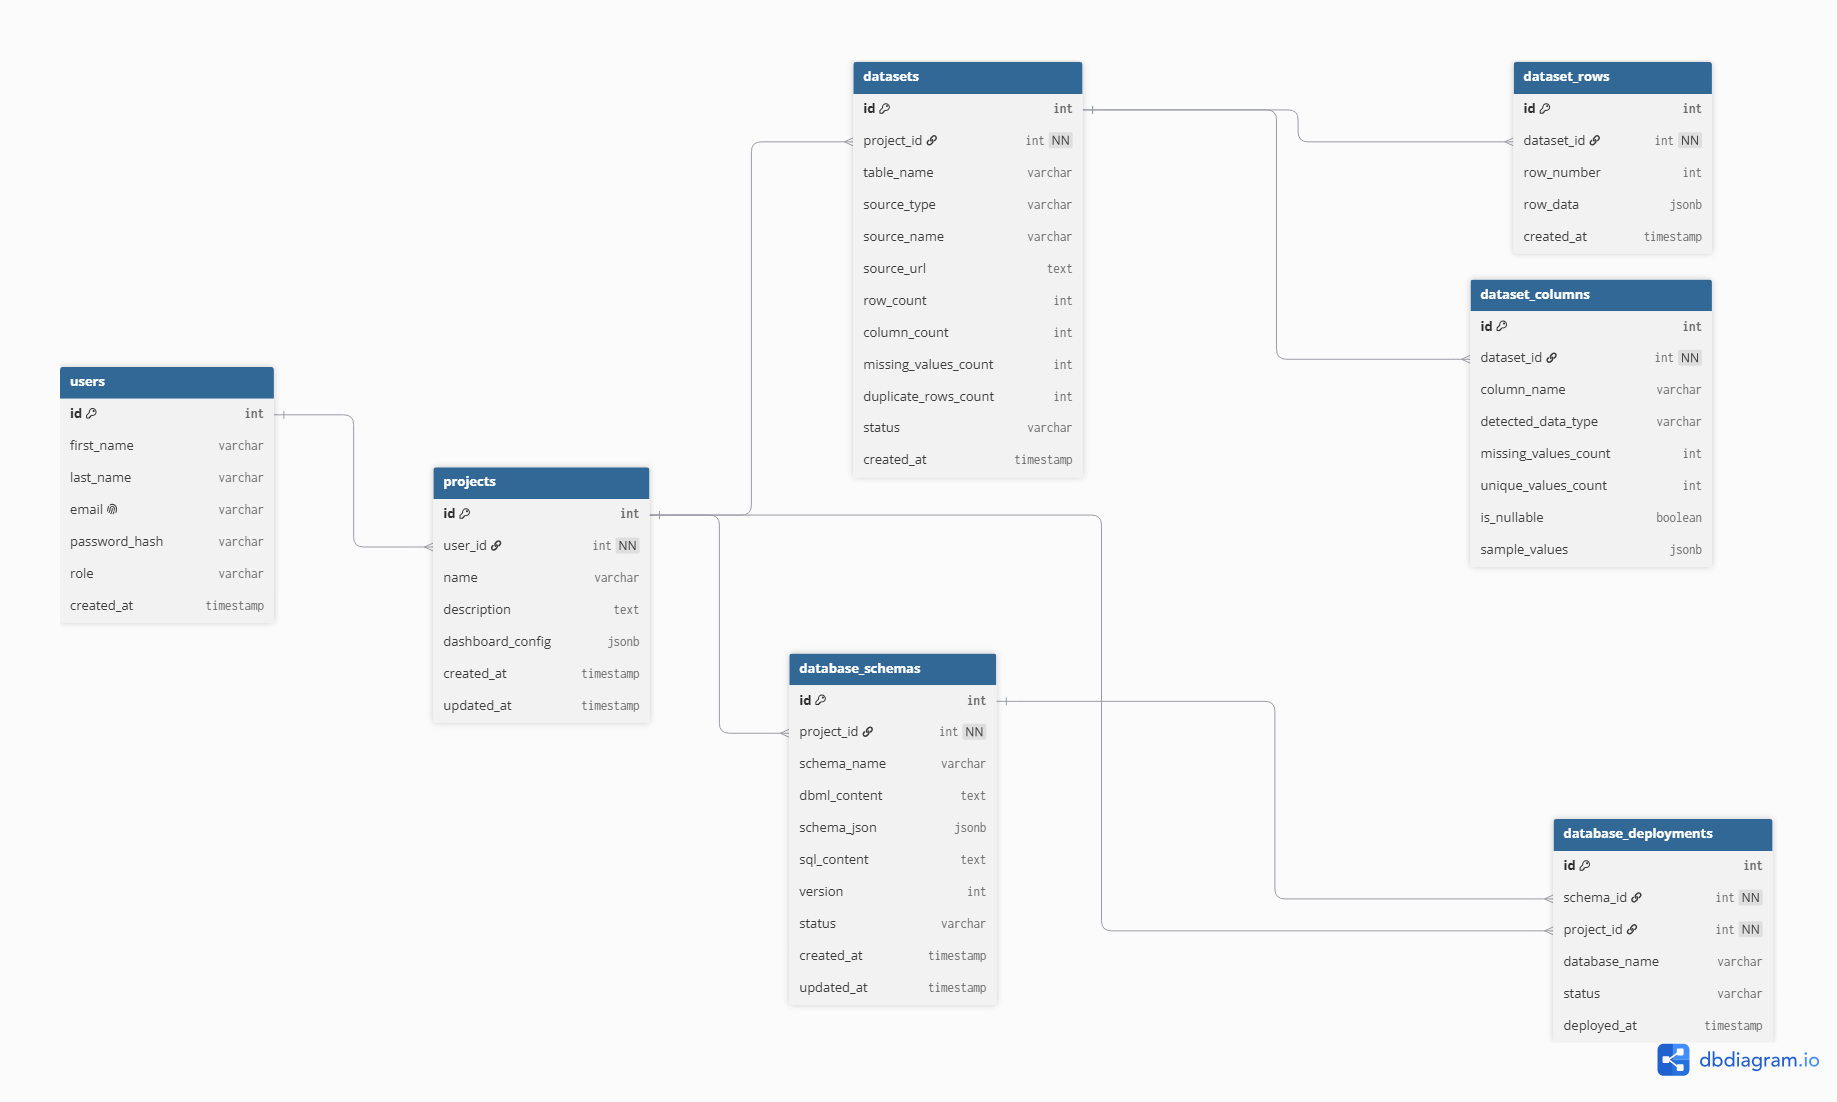 users
id int
first_name varchar
last_name varchar
email varchar
password_hash varchar
role varchar
created_at timestamp
projects
id int
user_id int NN
name varchar
description text
dashboard_config jsonb
created_at timestamp
updated_at timestamp
datasets
id int
project_id int NN
table_name varchar
source_type varchar
source_name varchar
source_url text
row_count int
column_count int
missing_values_count int
duplicate_rows_count int
status varchar
created_at timestamp
database_schemas
id int
project_id int NN
schema_name varchar
dbml_content text
schema_json jsonb
sql_content text
version int
status varchar
created_at timestamp
updated_at timestamp
dataset_rows
id int
dataset_id int NN
row_number int
row_data jsonb
created_at timestamp
dataset_columns
id int
dataset_id int NN
column_name varchar
detected_data_type varchar
missing_values_count int
unique_values_count int
is_nullable boolean
sample_values jsonb
database_deployments
id int
schema_id int NN
project_id int NN
database_name varchar
status varchar
deployed_at timestamp
dbdiagram.io